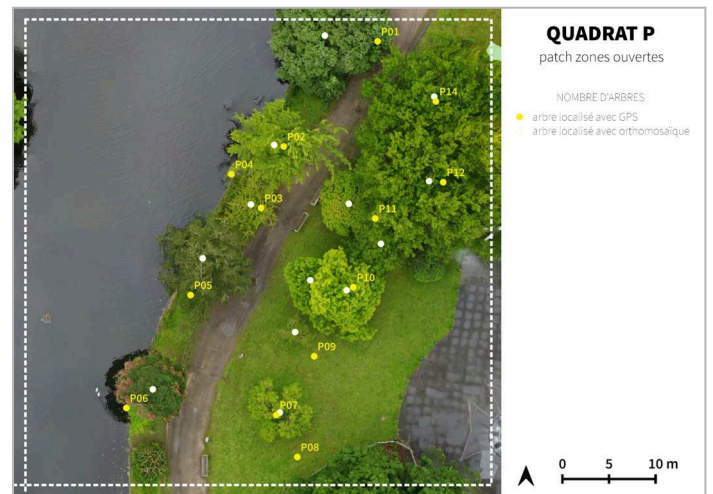 QUADRAT P
patch zones ouvertes
NOMBRE D'ARBRES
arbre localisé avec GPS
arbre localisé avec orthomosaïque
P01
P14
P02
P04
P12
P03
P11
P10
P05
P09
P06
P07
P08
0 5 10 m